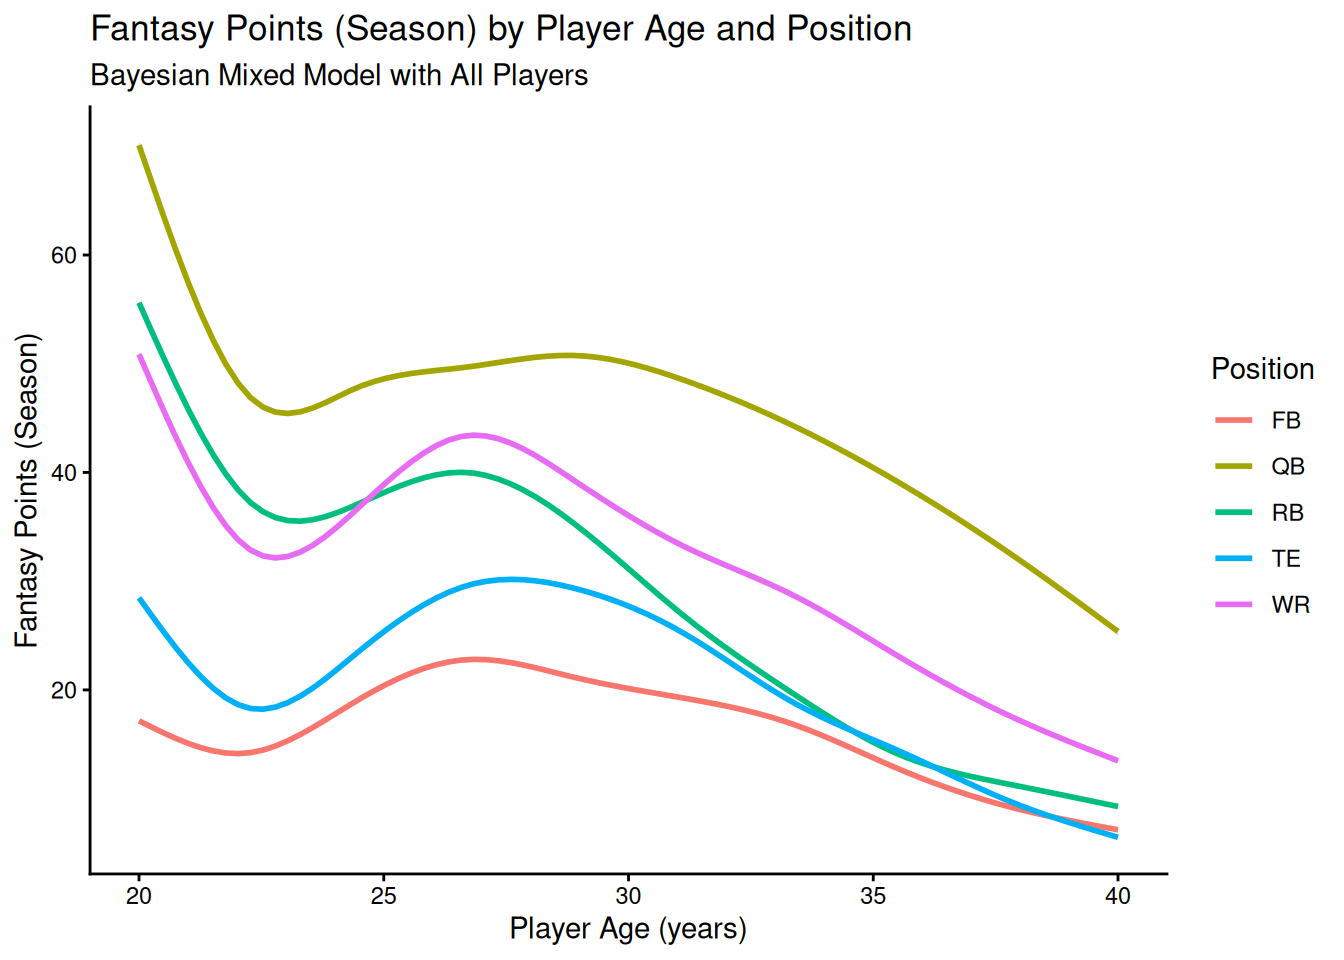 Fantasy Points (Season) by Player Age and Position
Bayesian Mixed Model with All Players
Fantasy Points (Season)
60
40
20
20 25 30 35 40
Player Age (years)
Position
FB
QB
RB
TE
WR